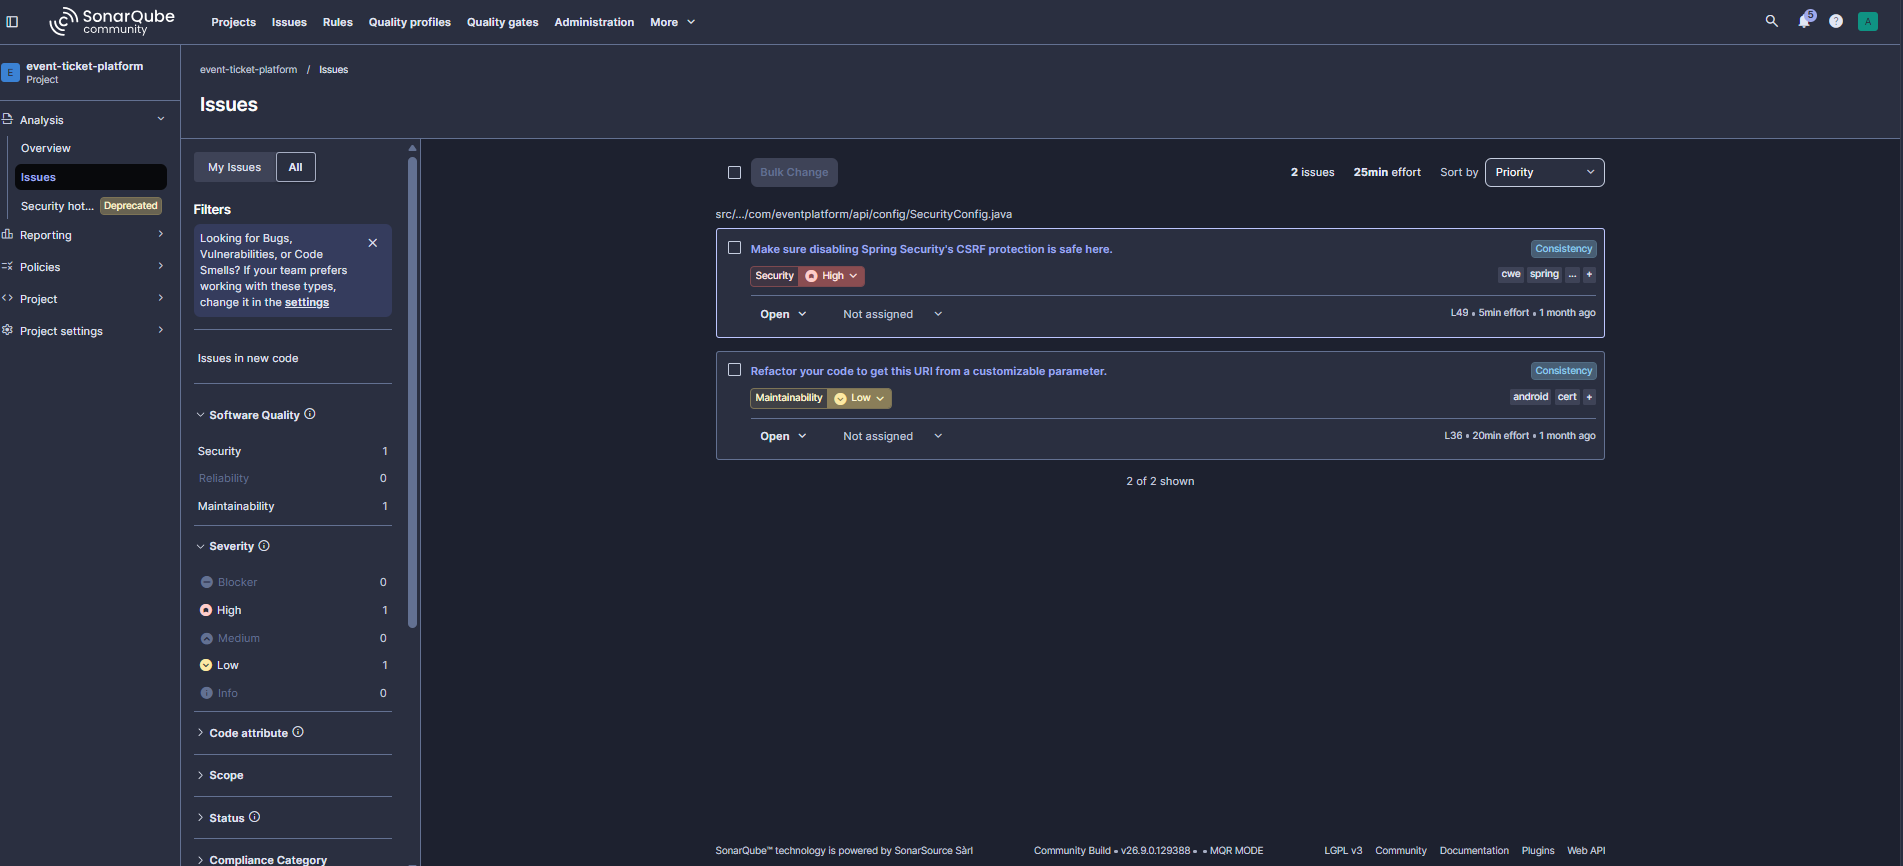 SonarQube
community
Projects Issues Rules Quality profiles Quality gates Administration More
5
?
A
E
event-ticket-platform
Project
Analysis
Overview
Issues
Security hot... Deprecated
Reporting
Policies
Project
Project settings
event-ticket-platform / Issues
Issues
My Issues All
Filters
Looking for Bugs,
Vulnerabilities, or Code
Smells? If your team prefers
working with these types,
change it in the settings
Issues in new code
Software Quality
Security 1
Reliability 0
Maintainability 1
Severity
Blocker 0
High 1
Medium 0
Low 1
Info 0
Code attribute
Scope
Status
Compliance Category
Bulk Change
2 issues 25min effort Sort by Priority
src/.../com/eventplatform/api/config/SecurityConfig.java
Make sure disabling Spring Security's CSRF protection is safe here. Consistency
Security High cwe spring ... +
Open Not assigned L49 • 5min effort • 1 month ago
Refactor your code to get this URI from a customizable parameter. Consistency
Maintainability Low android cert +
Open Not assigned L36 • 20min effort • 1 month ago
2 of 2 shown
SonarQube™ technology is powered by SonarSource Sàrl
Community Build • v26.9.0.129388 • • MQR MODE
LGPL v3 Community Documentation Plugins Web API